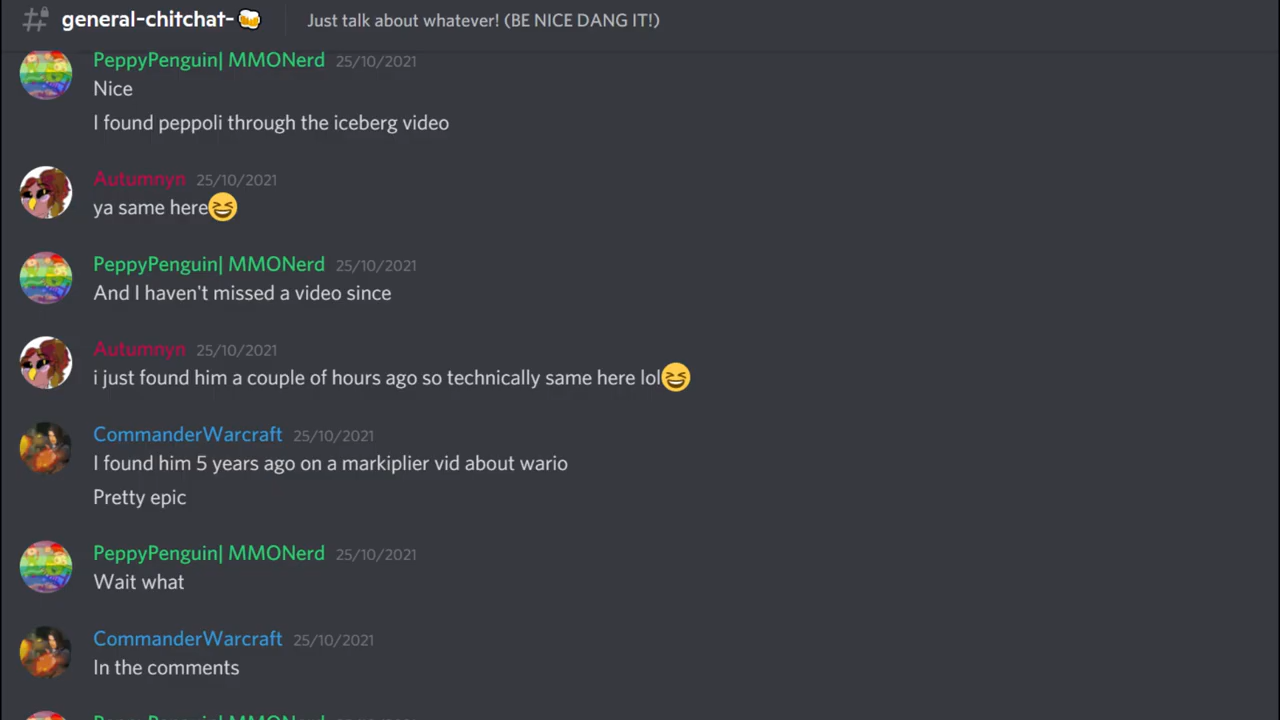 general-chitchat-🍻 Just talk about whatever! (BE NICE DANG IT!)
PeppyPenguin| MMONerd 25/10/2021
Nice
I found peppoli through the iceberg video
Autumnyn 25/10/2021
ya same here😆
PeppyPenguin| MMONerd 25/10/2021
And I haven't missed a video since
Autumnyn 25/10/2021
i just found him a couple of hours ago so technically same here lol😆
CommanderWarcraft 25/10/2021
I found him 5 years ago on a markiplier vid about wario
Pretty epic
PeppyPenguin| MMONerd 25/10/2021
Wait what
CommanderWarcraft 25/10/2021
In the comments
PeppyPenguin| MMONerd